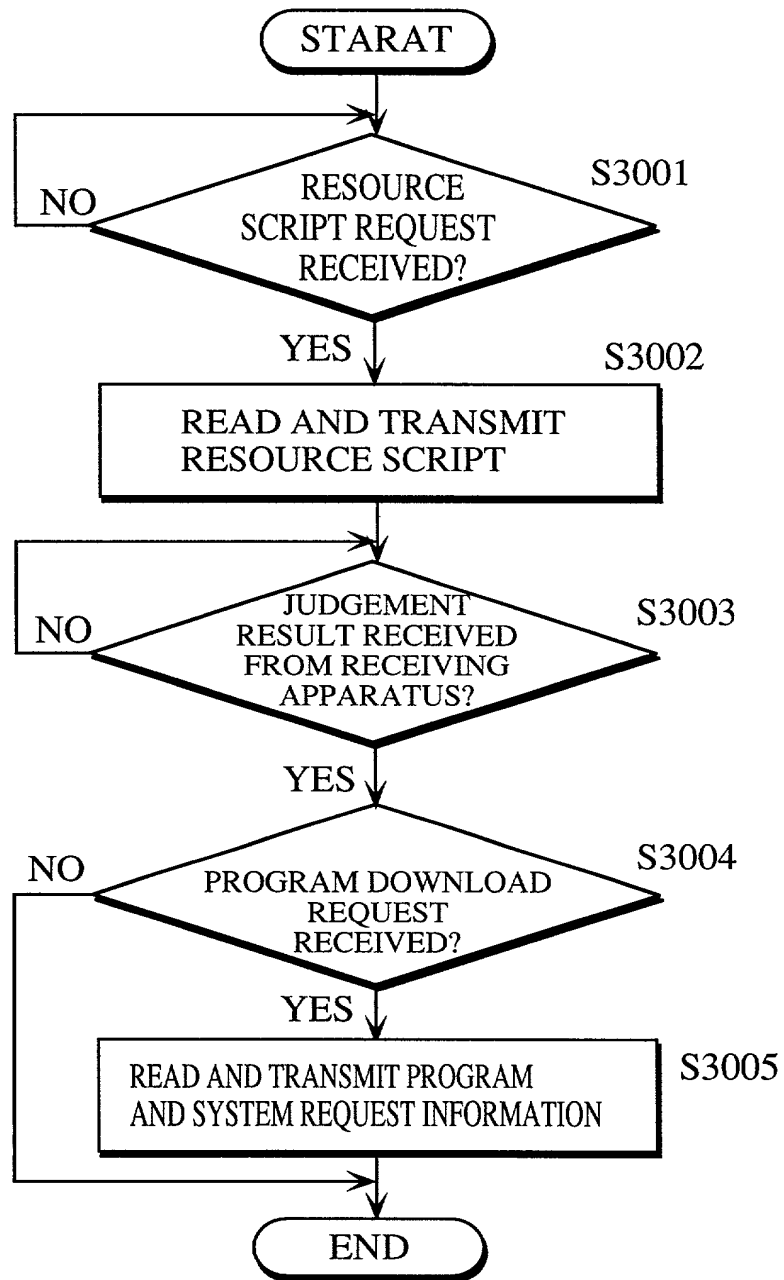 STARAT
S3001
NO
RESOURCE
SCRIPT REQUEST
RECEIVED?
YES
S3002
READ AND TRANSMIT
RESOURCE SCRIPT
S3003
NO
JUDGEMENT
RESULT RECEIVED
FROM RECEIVING
APPARATUS?
YES
S3004
NO
PROGRAM DOWNLOAD
REQUEST
RECEIVED?
YES
S3005
READ AND TRANSMIT PROGRAM
AND SYSTEM REQUEST INFORMATION
END